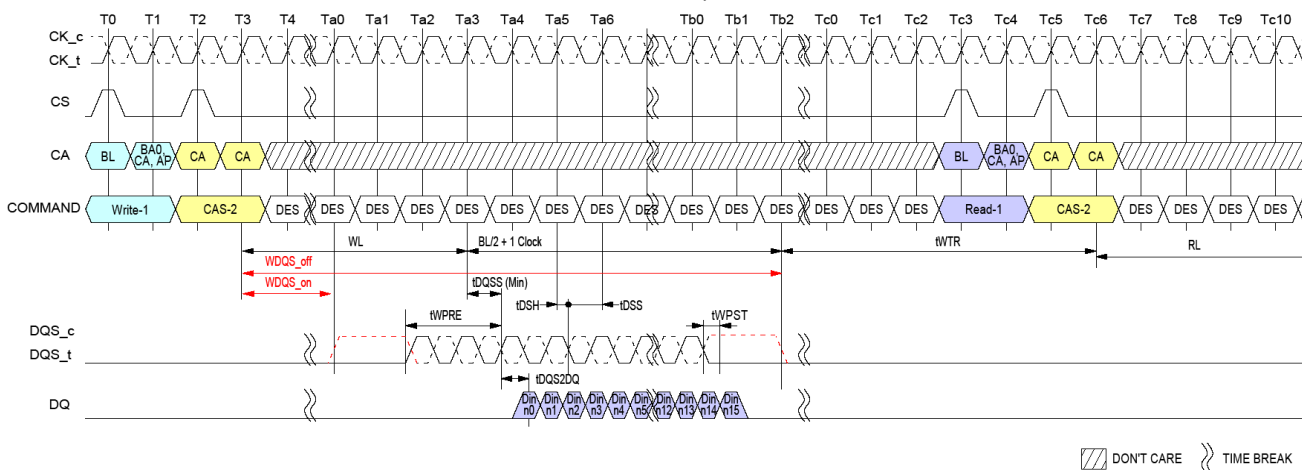 T0 T1 T2 T3 T4 Ta0 Ta1 Ta2 Ta3 Ta4 Ta5 Ta6 Tb0 Tb1 Tb2 Tc0 Tc1 Tc2 Tc3 Tc4 Tc5 Tc6 Tc7 Tc8 Tc9 Tc10
CK_c
CK_t
CS
CA BL BA0, CA, AP CA CA BL BA0, CA, AP CA CA
COMMAND Write-1 CAS-2 DES DES DES DES DES DES DES DES DES DES DES DES DES DES DES Read-1 CAS-2 DES DES DES DES
WL BL/2 + 1 Clock tWTR RL
WDQS_off
WDQS_on tDQSS (Min)
tDSH tDSS
tWPRE tWPST
DQS_c
DQS_t
tDQS2DQ
DQ Din n0 Din n1 Din n2 Din n3 Din n4 Din n5 Din n12 Din n13 Din n14 Din n15
DON'T CARE TIME BREAK